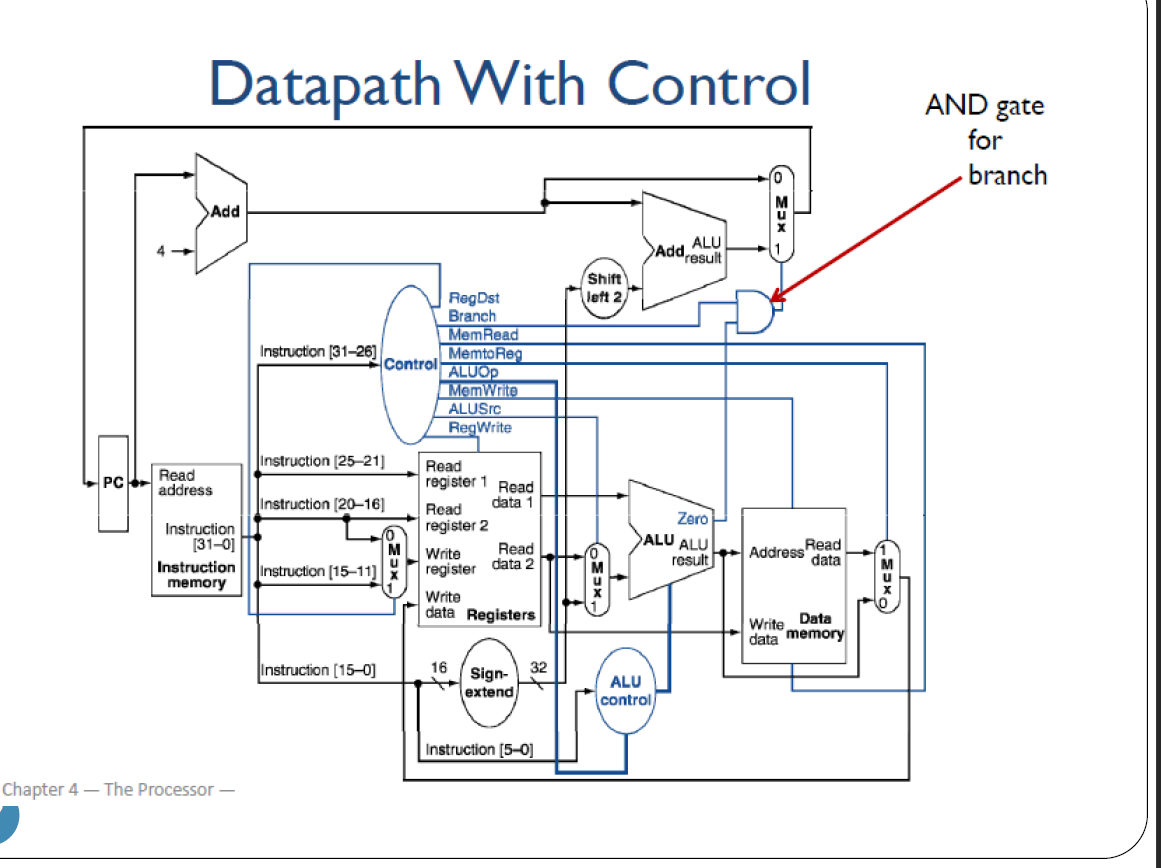 Datapath With Control
AND gate
for
branch
Add
4
0
M
u
x
1
Add
ALU
result
Shift
left 2
RegDst
Branch
MemRead
MemtoReg
ALUOp
MemWrite
ALUSrc
RegWrite
Instruction [31–26]
Control
PC
Read
address
Instruction
[31–0]
Instruction
memory
Instruction [25–21]
Instruction [20–16]
Instruction [15–11]
0
M
u
x
1
Read
register 1
Read
register 2
Write
register
Write
data
Read
data 1
Read
data 2
Registers
0
M
u
x
1
Zero
ALU
ALU
result
Address
Read
data
Write
data
Data
memory
1
M
u
x
0
Instruction [15–0]
16
Sign-
extend
32
ALU
control
Instruction [5–0]
Chapter 4 — The Processor —